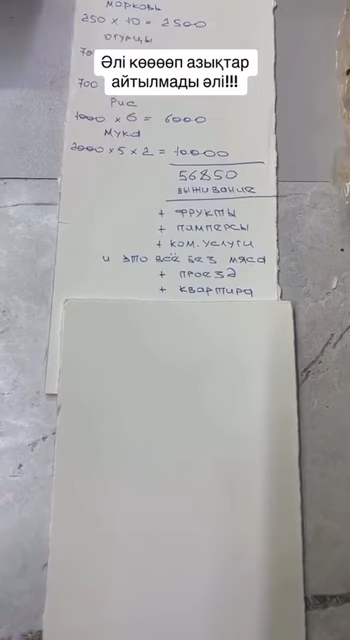 морковь
250 × 10 = 2500
огурцы
Әлі көөөөп азықтар
айтылмады әлі!!!
700
Рис
1000 × 6 = 6000
Мука
2000 × 5 × 2 = 10000
56850
выживание
+ фрукты
+ памперсы
+ ком. услуги
и это всё без мяса
+ проезд
+ квартира